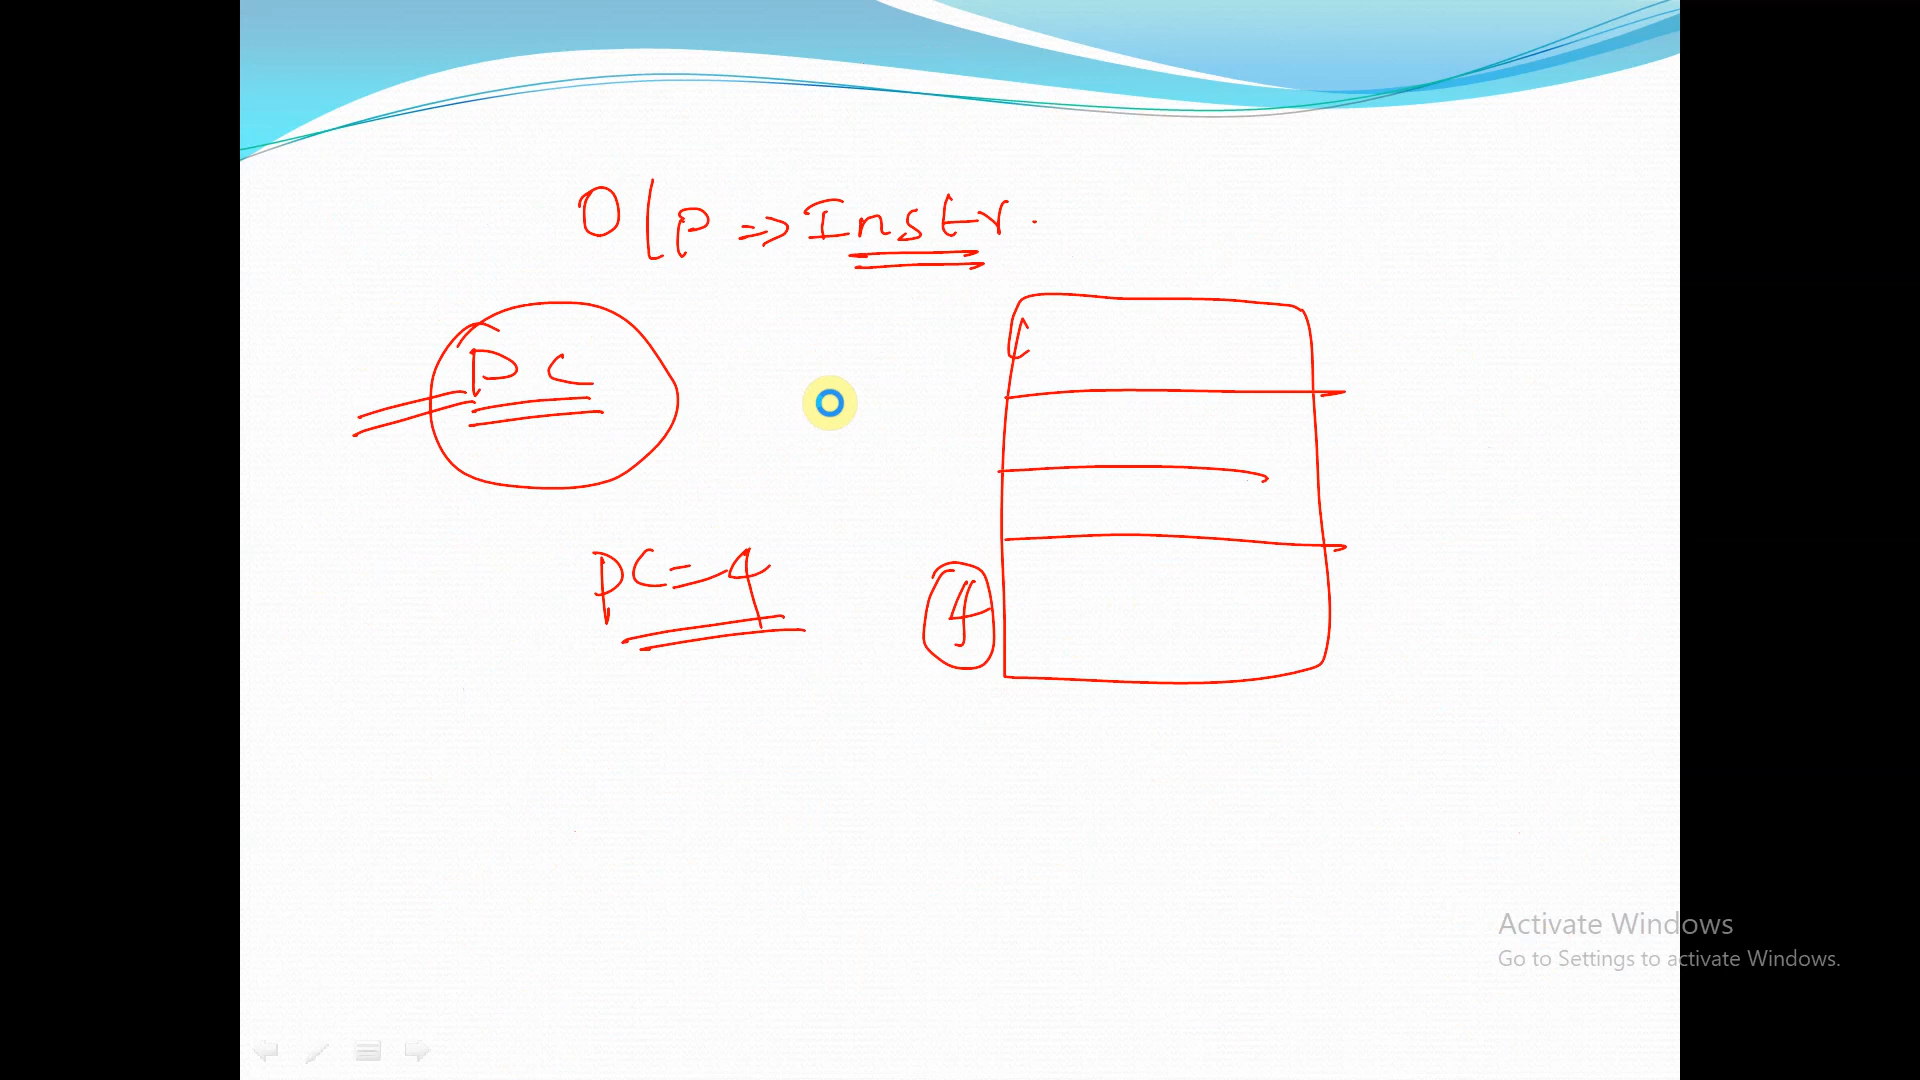 O/P => Instr.
PC
PC = 4
4
Activate Windows
Go to Settings to activate Windows.